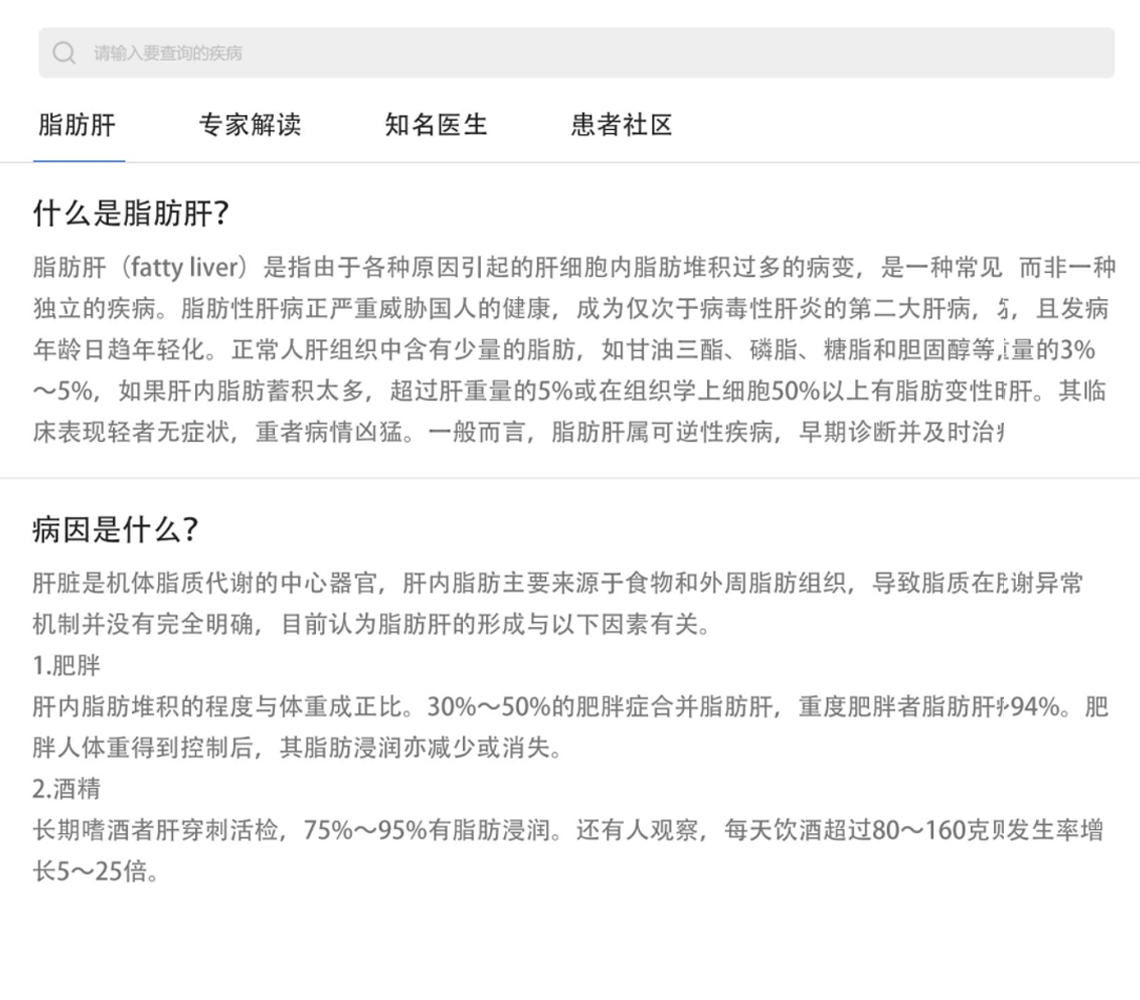 请输入要查询的疾病
脂肪肝 专家解读 知名医生 患者社区
什么是脂肪肝?
脂肪肝（fatty liver）是指由于各种原因引起的肝细胞内脂肪堆积过多的病变，是一种常见 而非一种
独立的疾病。脂肪性肝病正严重威胁国人的健康，成为仅次于病毒性肝炎的第二大肝病，，且发病
年龄日趋年轻化。正常人肝组织中含有少量的脂肪，如甘油三酯、磷脂、糖脂和胆固醇等,量的3%
～5%，如果肝内脂肪蓄积太多，超过肝重量的5%或在组织学上细胞50%以上有脂肪变性肝。其临
床表现轻者无症状，重者病情凶猛。一般而言，脂肪肝属可逆性疾病，早期诊断并及时治
病因是什么?
肝脏是机体脂质代谢的中心器官，肝内脂肪主要来源于食物和外周脂肪组织，导致脂质在谢异常
机制并没有完全明确，目前认为脂肪肝的形成与以下因素有关。
1.肥胖
肝内脂肪堆积的程度与体重成正比。30%～50%的肥胖症合并脂肪肝，重度肥胖者脂肪肝94%。肥
胖人体重得到控制后，其脂肪浸润亦减少或消失。
2.酒精
长期嗜酒者肝穿刺活检，75%～95%有脂肪浸润。还有人观察，每天饮酒超过80～160克发生率增
长5～25倍。